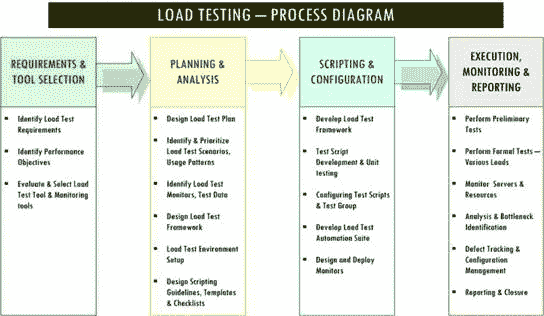 LOAD TESTING — PROCESS DIAGRAM
REQUIREMENTS &
TOOL SELECTION
Identify Load Test
Requirements
Identify Performance
Objectives
Evaluate & Select Load
Test Tool & Monitoring
tools
PLANNING &
ANALYSIS
Design Load Test Plan
Identify & Prioritize
Load Test Scenarios,
Usage Patterns
Identify Load Test
Monitors, Test Data
Design Load Test
Framework
Load Test Environment
Setup
Design Scripting
Guidelines, Templates
& Checklists
SCRIPTING &
CONFIGURATION
Develop Load Test
Framework
Test Script
Development & Unit
testing
Configuring Test Scripts
& Test Group
Develop Load Test
Automation Suite
Design and Deploy
Monitors
EXECUTION,
MONITORING &
REPORTING
Perform Preliminary
Tests
Perform Formal Tests —
Various Loads
Monitor Servers &
Resources
Analysis & Bottleneck
Identification
Defect Tracking &
Configuration
Management
Reporting & Closure